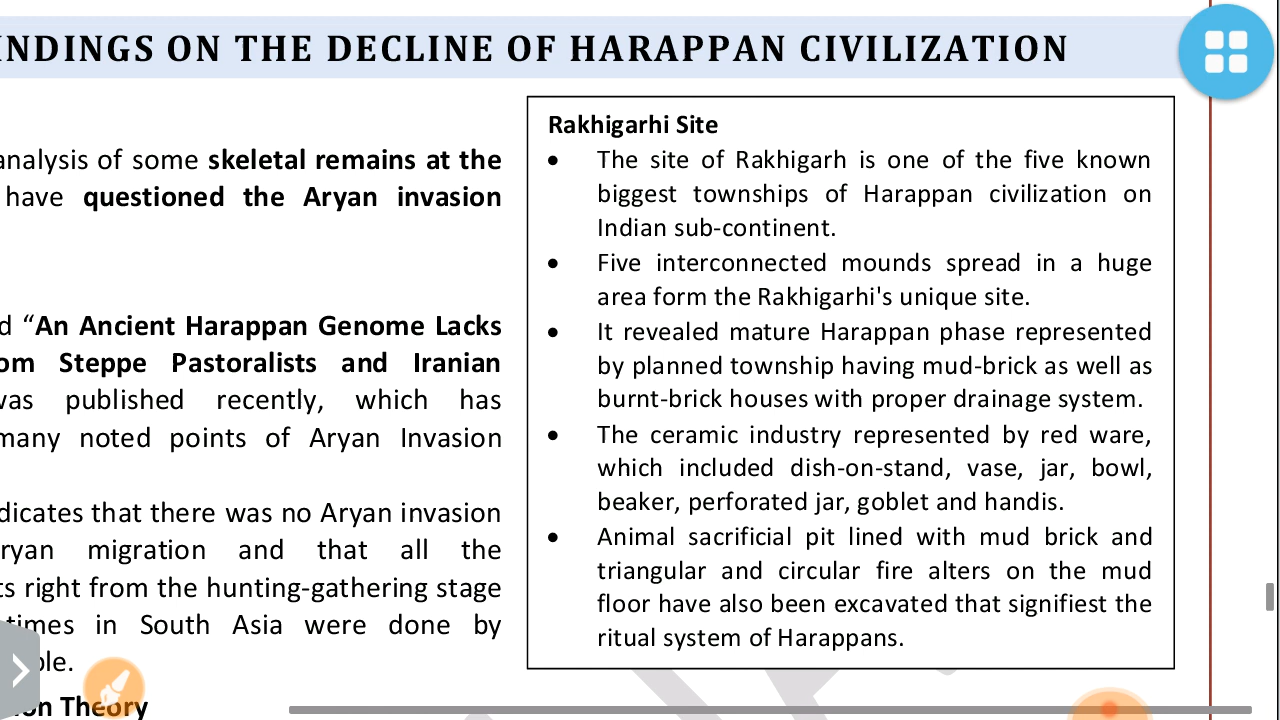 INDINGS ON THE DECLINE OF HARAPPAN CIVILIZATION
analysis of some skeletal remains at the
have questioned the Aryan invasion
d “An Ancient Harappan Genome Lacks
om Steppe Pastoralists and Iranian
was published recently, which has
many noted points of Aryan Invasion
dicates that there was no Aryan invasion
ryan migration and that all the
ts right from the hunting-gathering stage
times in South Asia were done by
ble.
on Theory
Rakhigarhi Site
• The site of Rakhigarh is one of the five known
biggest townships of Harappan civilization on
Indian sub-continent.
• Five interconnected mounds spread in a huge
area form the Rakhigarhi's unique site.
• It revealed mature Harappan phase represented
by planned township having mud-brick as well as
burnt-brick houses with proper drainage system.
• The ceramic industry represented by red ware,
which included dish-on-stand, vase, jar, bowl,
beaker, perforated jar, goblet and handis.
• Animal sacrificial pit lined with mud brick and
triangular and circular fire alters on the mud
floor have also been excavated that signifiest the
ritual system of Harappans.